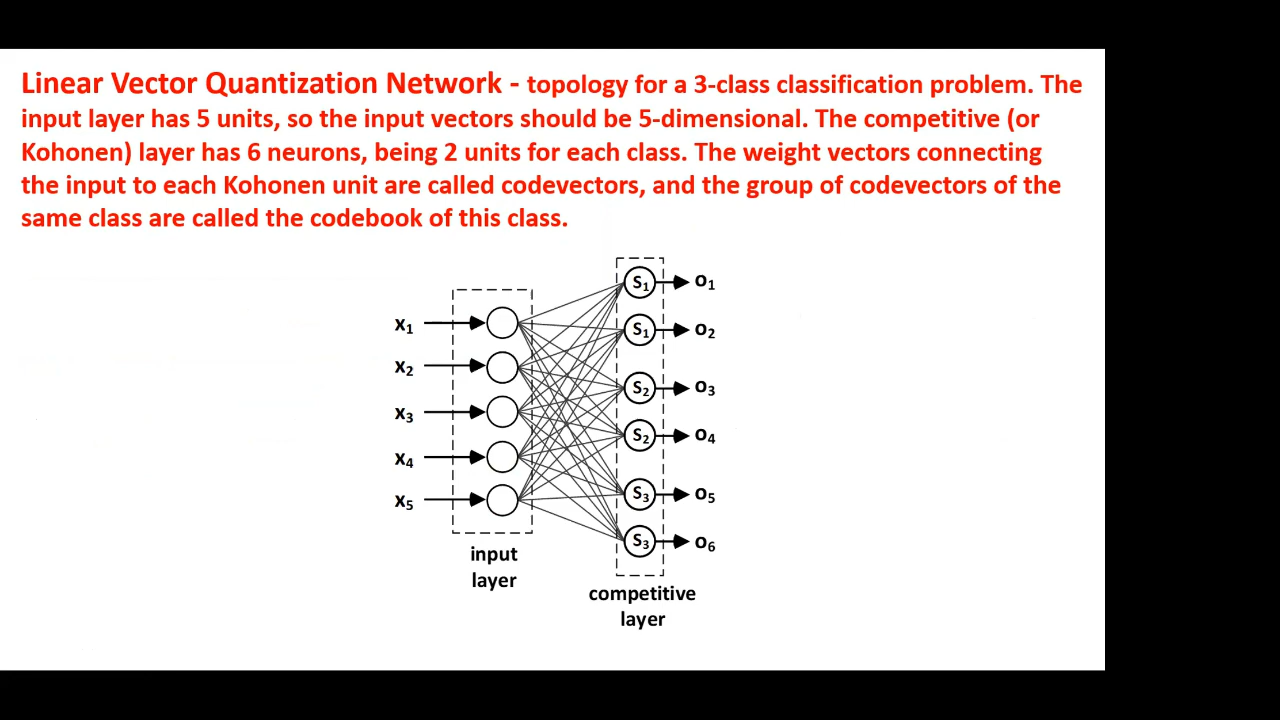 Linear Vector Quantization Network - topology for a 3-class classification problem. The
input layer has 5 units, so the input vectors should be 5-dimensional. The competitive (or
Kohonen) layer has 6 neurons, being 2 units for each class. The weight vectors connecting
the input to each Kohonen unit are called codevectors, and the group of codevectors of the
same class are called the codebook of this class.
S₁ o₁
x₁ S₁ o₂
x₂
S₂ o₃
x₃
S₂ o₄
x₄
x₅ S₃ o₅
S₃ o₆
input
layer
competitive
layer